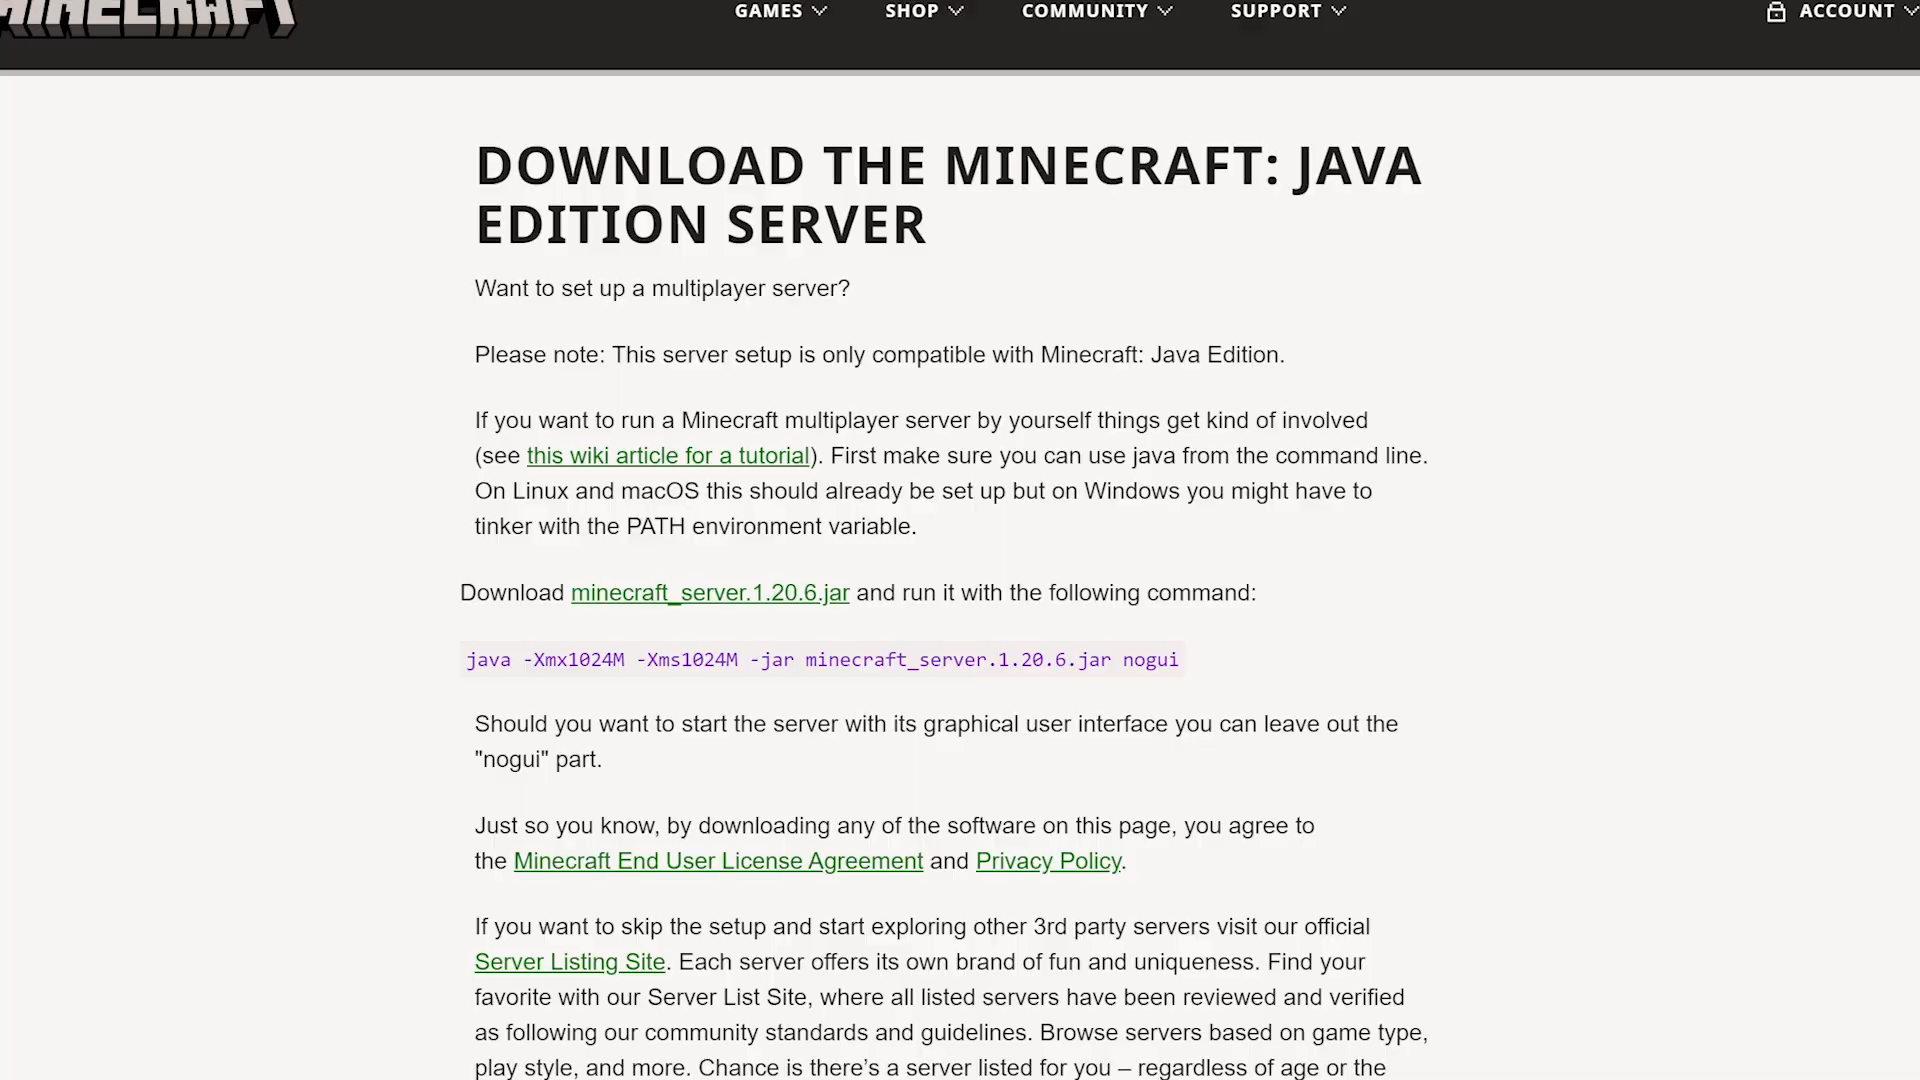 MINECRAFT
GAMES
SHOP
COMMUNITY
SUPPORT
ACCOUNT
DOWNLOAD THE MINECRAFT: JAVA
EDITION SERVER
Want to set up a multiplayer server?
Please note: This server setup is only compatible with Minecraft: Java Edition.
If you want to run a Minecraft multiplayer server by yourself things get kind of involved
(see this wiki article for a tutorial). First make sure you can use java from the command line.
On Linux and macOS this should already be set up but on Windows you might have to
tinker with the PATH environment variable.
Download minecraft_server.1.20.6.jar and run it with the following command:
java -Xmx1024M -Xms1024M -jar minecraft_server.1.20.6.jar nogui
Should you want to start the server with its graphical user interface you can leave out the
"nogui" part.
Just so you know, by downloading any of the software on this page, you agree to
the Minecraft End User License Agreement and Privacy Policy.
If you want to skip the setup and start exploring other 3rd party servers visit our official
Server Listing Site. Each server offers its own brand of fun and uniqueness. Find your
favorite with our Server List Site, where all listed servers have been reviewed and verified
as following our community standards and guidelines. Browse servers based on game type,
play style, and more. Chance is there’s a server listed for you – regardless of age or the